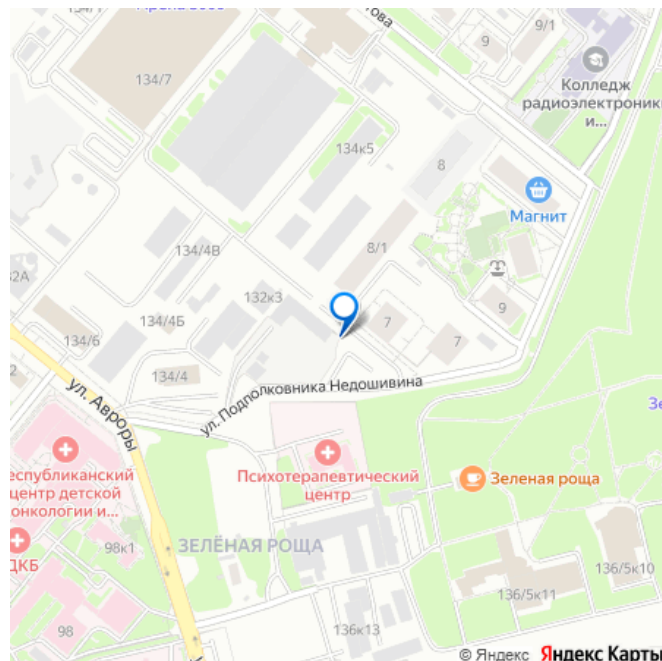 134/7
9
9/1
Колледж
радиоэлектроники
и...
134к5
8
Магнит
134/4В
8/1
132к3
9
7
7
134/4Б
134/6
134/4
ул. Подполковника Недошивина
ул. Авроры
Психотерапевтический
центр
Зеленая роща
еспубликанский
центр детской
онкологии и...
ДКБ
98к1
ЗЕЛЁНАЯ РОЩА
136/5к10
136/5к11
98
136к13
© Яндекс Яндекс Карты